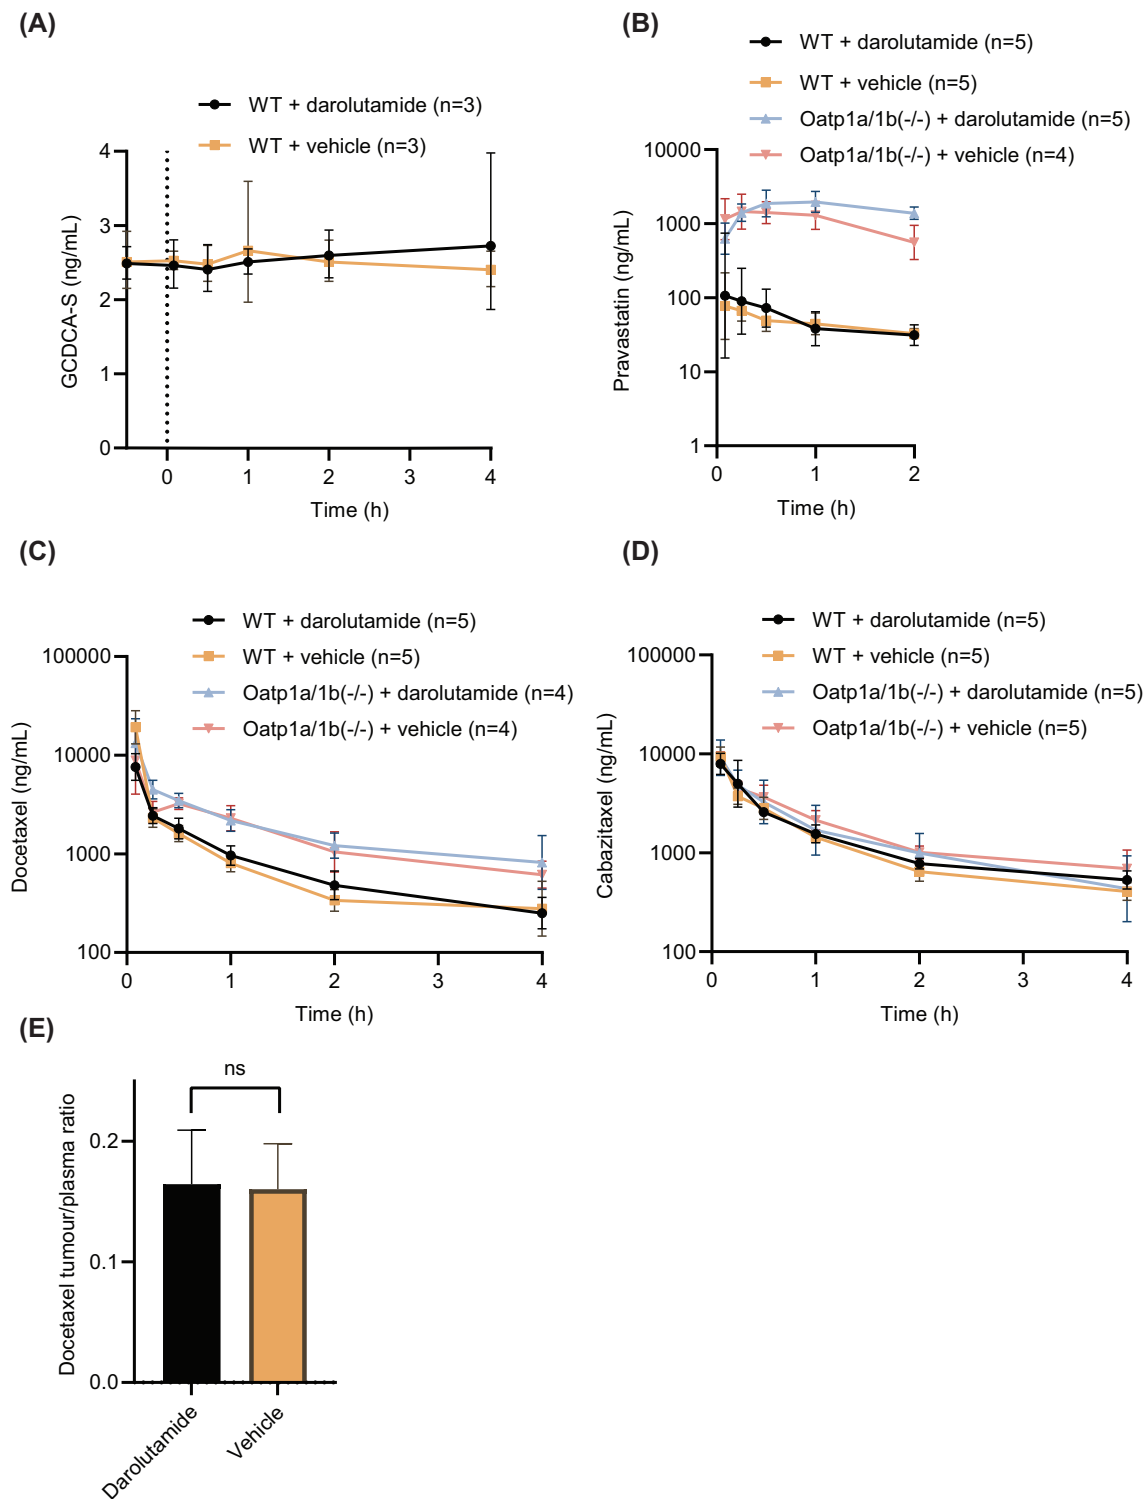 (A)
WT + darolutamide (n=3)
WT + vehicle (n=3)
4
3
2
1
0
GCDCA-S (ng/mL)
0
1
2
3
4
Time (h)
(B)
WT + darolutamide (n=5)
WT + vehicle (n=5)
Oatp1a/1b(-/-) + darolutamide (n=5)
Oatp1a/1b(-/-) + vehicle (n=4)
10000
1000
100
10
1
Pravastatin (ng/mL)
0
1
2
Time (h)
(C)
WT + darolutamide (n=5)
WT + vehicle (n=5)
Oatp1a/1b(-/-) + darolutamide (n=4)
Oatp1a/1b(-/-) + vehicle (n=4)
100000
10000
1000
100
Docetaxel (ng/mL)
0
1
2
3
4
Time (h)
(D)
WT + darolutamide (n=5)
WT + vehicle (n=5)
Oatp1a/1b(-/-) + darolutamide (n=5)
Oatp1a/1b(-/-) + vehicle (n=5)
100000
10000
1000
100
Cabazitaxel (ng/mL)
0
1
2
3
4
Time (h)
(E)
ns
0.2
0.1
0.0
Docetaxel tumour/plasma ratio
Darolutamide
Vehicle